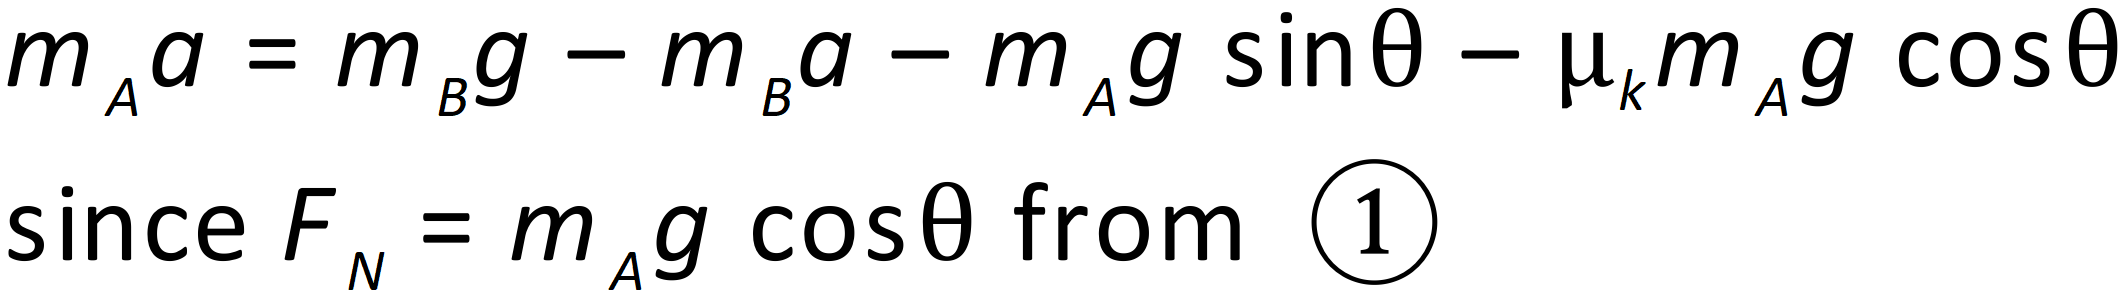 m_A a = m_B g − m_B a − m_A g sinθ − μ_k m_A g cosθ
since F_N = m_A g cosθ from ①